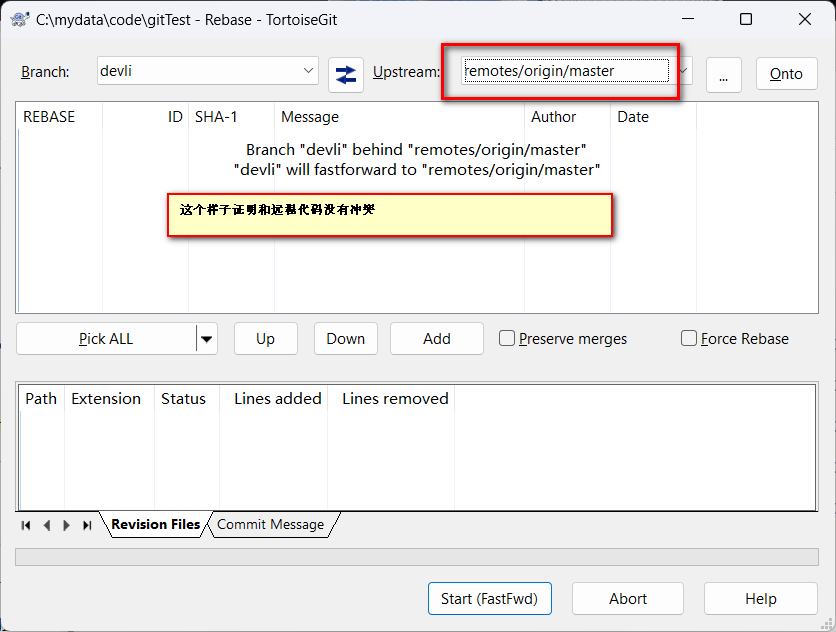 C:\mydata\code\gitTest - Rebase - TortoiseGit
Branch: devli Upstream: remotes/origin/master ... Onto
REBASE ID SHA-1 Message Author Date
Branch "devli" behind "remotes/origin/master"
"devli" will fastforward to "remotes/origin/master"
这个样子证明和远程代码没有冲突
Pick ALL Up Down Add Preserve merges Force Rebase
Path Extension Status Lines added Lines removed
Revision Files Commit Message
Start (FastFwd) Abort Help